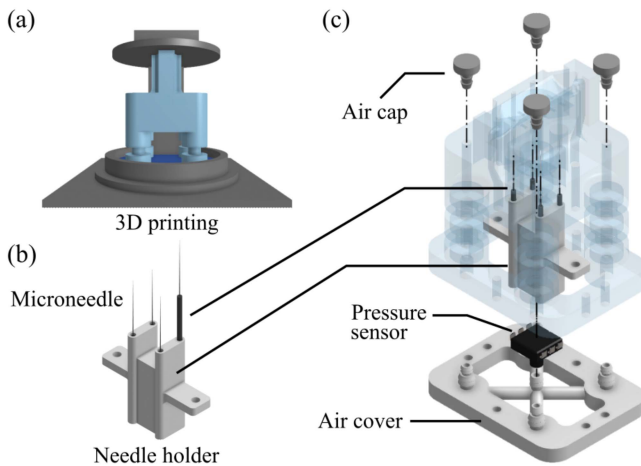 (a)
3D printing
(b)
Microneedle
Needle holder
(c)
Air cap
Pressure
sensor
Air cover